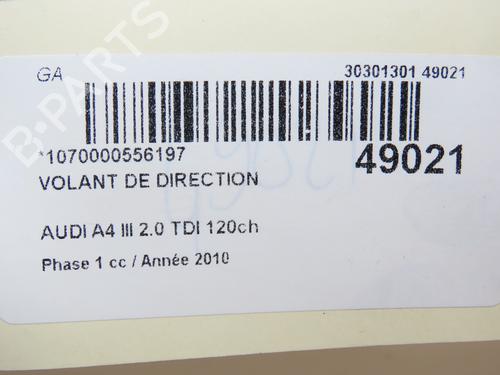 GA
30301301 49021
*1070000556197
49021
VOLANT DE DIRECTION
AUDI A4 III 2.0 TDI 120ch
Phase 1 cc / Année 2010
B-PARTS